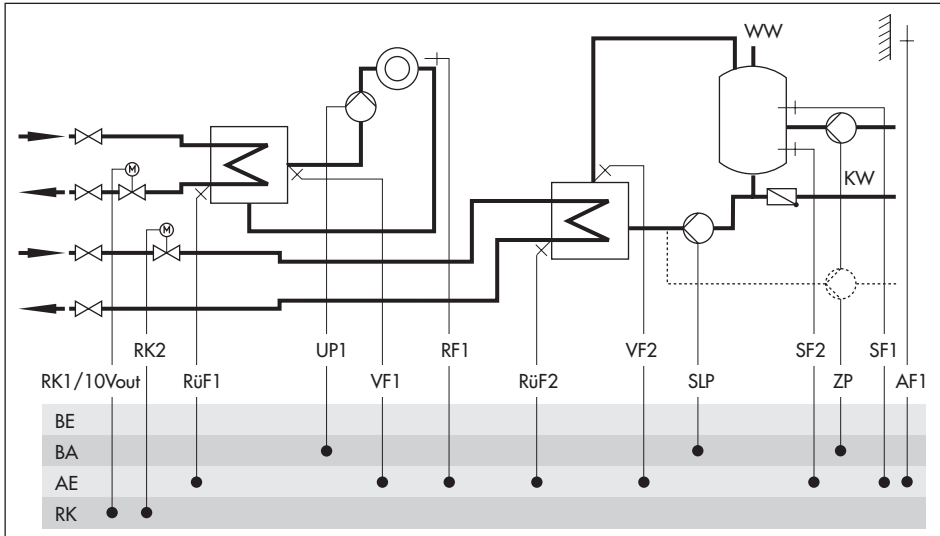 WW
M
KW
M
RK2 UP1 RF1 VF2 SF2 SF1
RK1/10Vout RüF1 VF1 RüF2 SLP ZP AF1
BE
BA
AE
RK